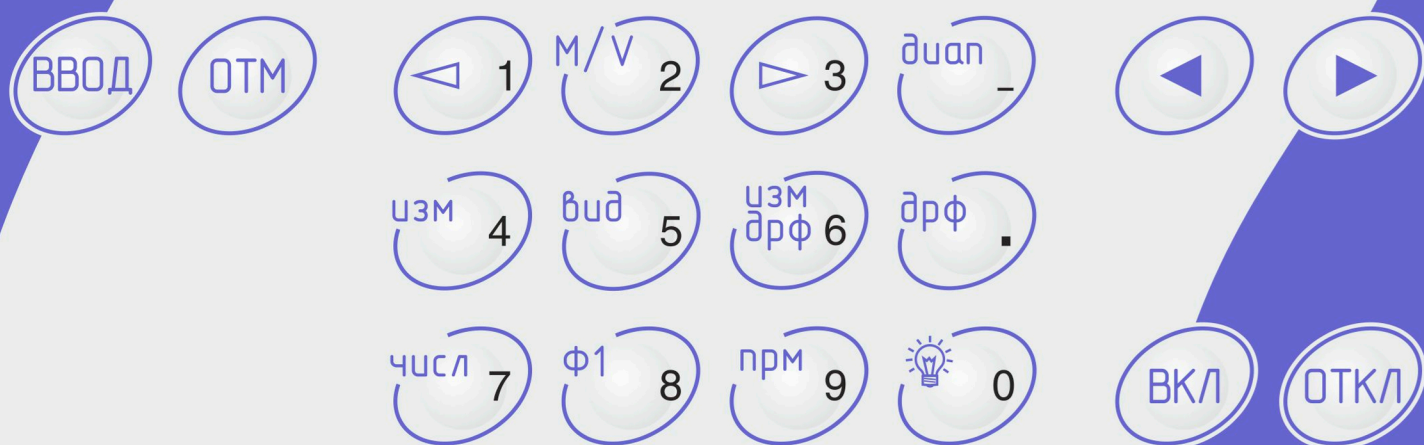 ВВОД ОТМ 1 M/V 2 3 диап -
изм 4 вид 5 изм дрф 6 дрф .
числ 7 ф1 8 прм 9 0 ВКЛ ОТКЛ